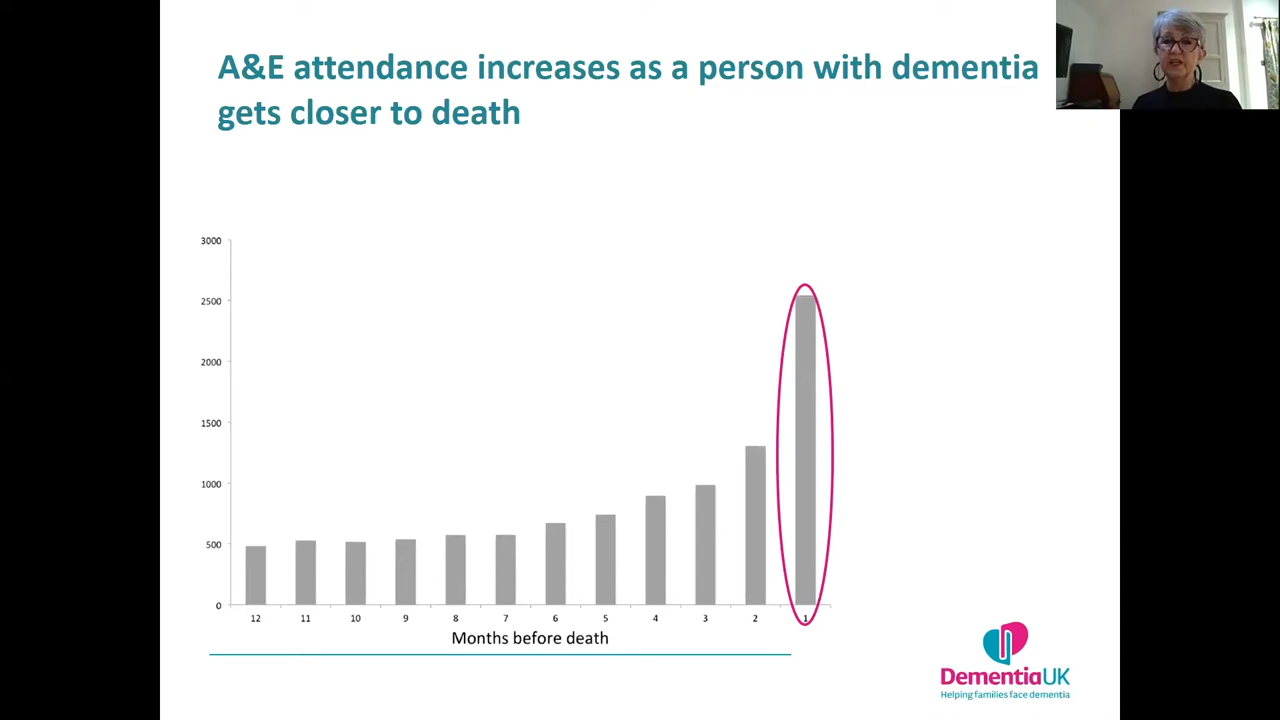 A&E attendance increases as a person with dementia
gets closer to death
3000
2500
2000
1500
1000
500
0
12 11 10 9 8 7 6 5 4 3 2 1
Months before death
DementiaUK
Helping families face dementia